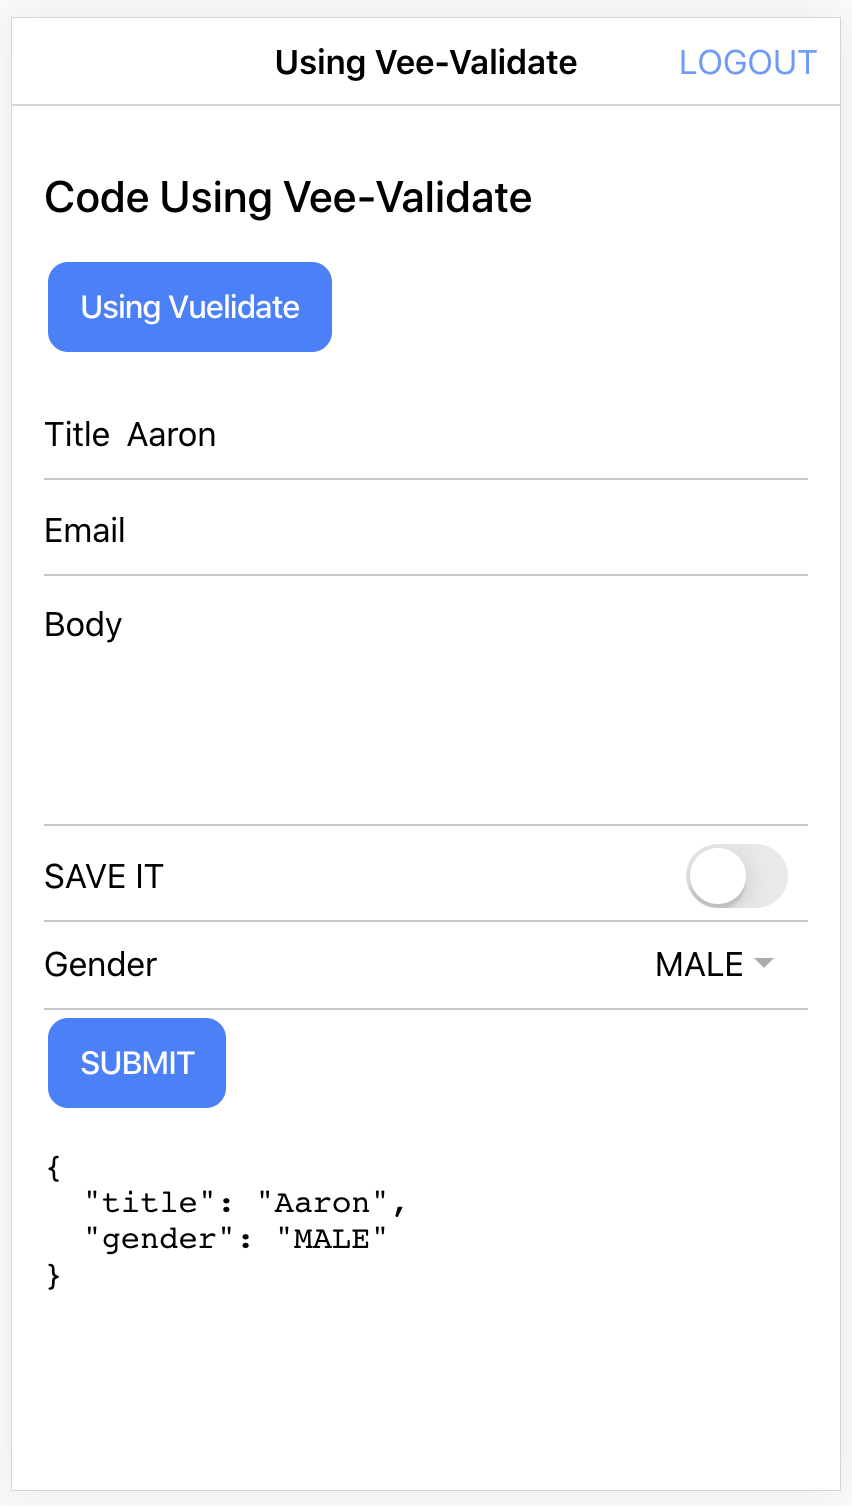 Using Vee-Validate LOGOUT
Code Using Vee-Validate
Using Vuelidate
Title Aaron
Email
Body
SAVE IT
Gender MALE
SUBMIT
{
  "title": "Aaron",
  "gender": "MALE"
}